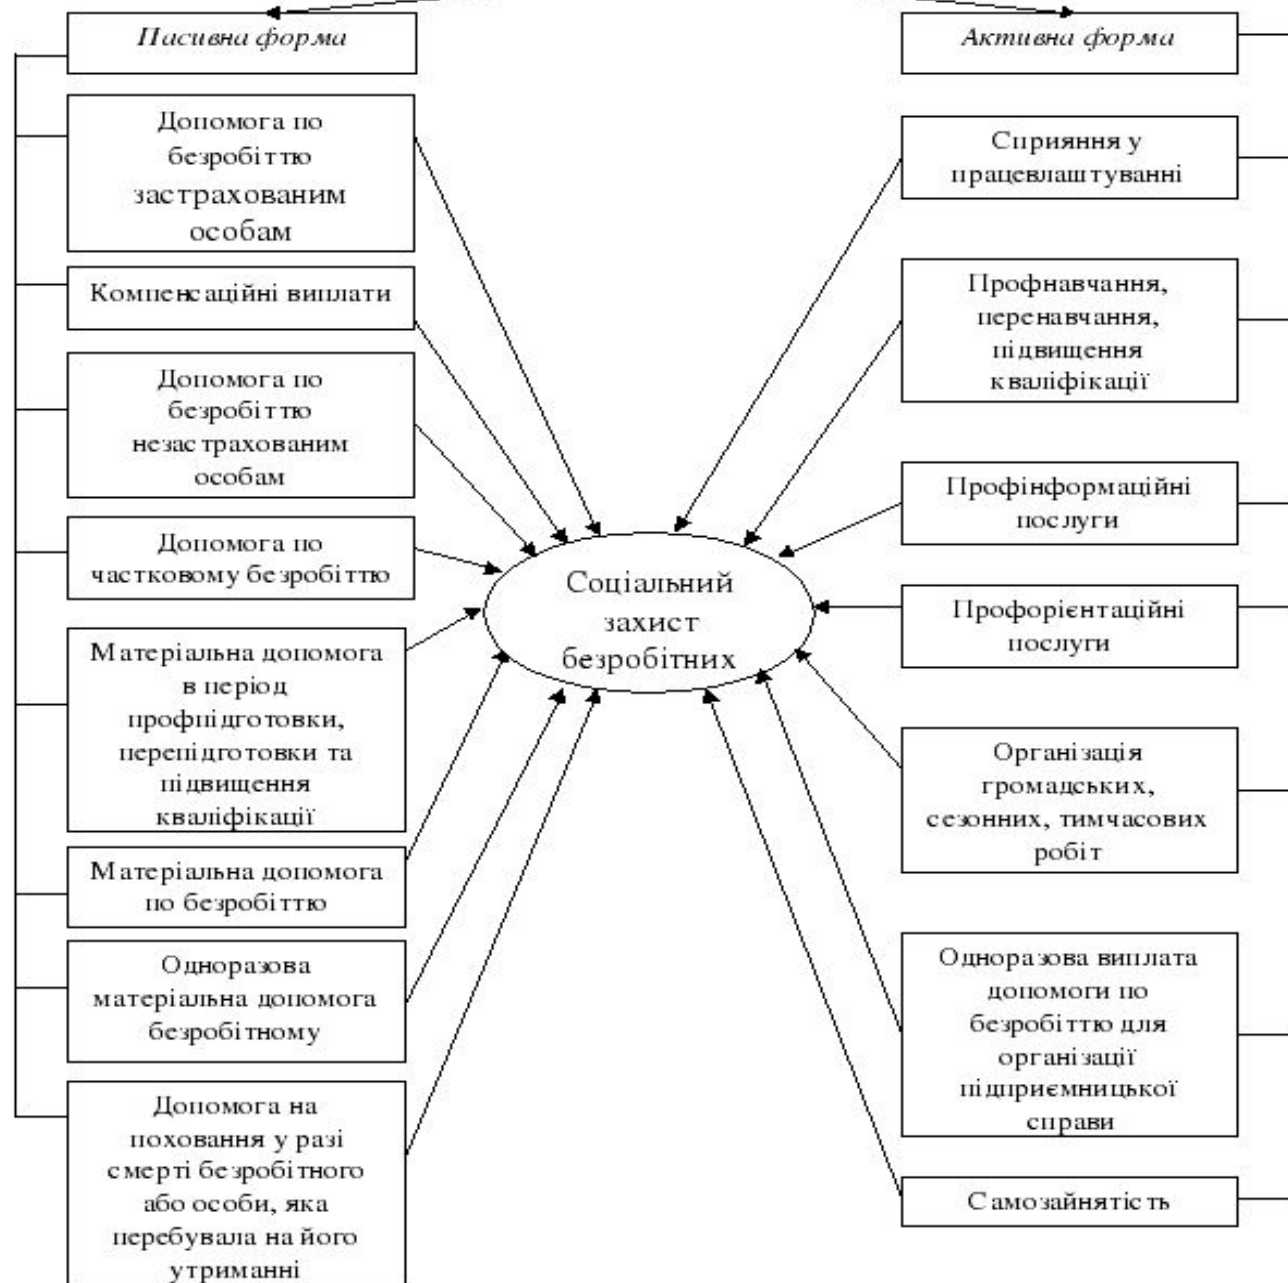 Пасивна форма
Допомога по
безробіттю
застрахованим
особам
Компенсаційні виплати
Допомога по
безробіттю
незастрахованим
особам
Допомога по
частковому безробіттю
Матеріальна допомога
в період
профпідготовки,
перепідготовки та
підвищення
кваліфікації
Матеріальна допомога
по безробіттю
Одноразова
матеріальна допомога
безробітному
Допомога на
поховання у разі
смерті безробітного
або особи, яка
перебувала на його
утриманні
Соціальний
захист
безробітних
Активна форма
Сприяння у
працевлаштуванні
Профнавчання,
перенавчання,
підвищення
кваліфікації
Профінформаційні
послуги
Профорієнтаційні
послуги
Організація
громадських,
сезонних, тимчасових
робіт
Одноразова виплата
допомоги по
безробіттю для
організації
підприємницької
справи
Самозайнятість